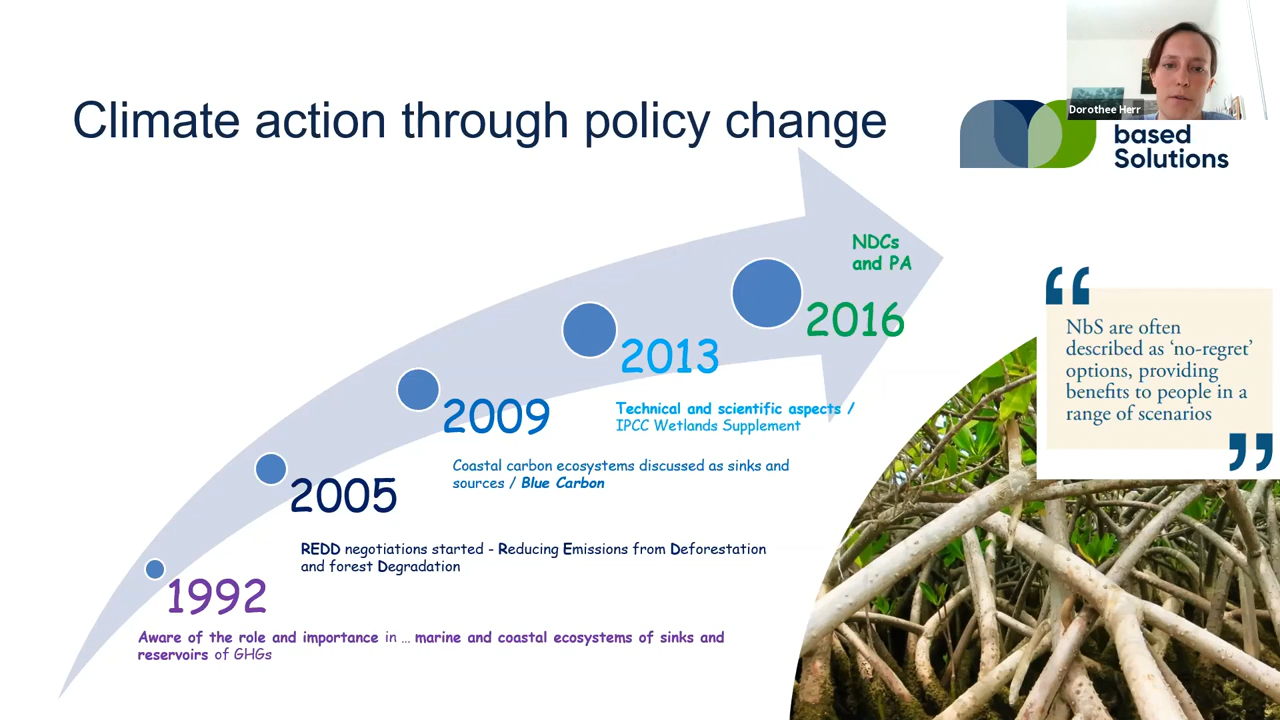 Climate action through policy change
Dorothee Herr
based
Solutions
NDCs
and PA
2016
2013
Technical and scientific aspects /
IPCC Wetlands Supplement
2009
Coastal carbon ecosystems discussed as sinks and
sources / Blue Carbon
2005
REDD negotiations started - Reducing Emissions from Deforestation
and forest Degradation
1992
Aware of the role and importance in ... marine and coastal ecosystems of sinks and
reservoirs of GHGs
“
NbS are often
described as ‘no-regret’
options, providing
benefits to people in a
range of scenarios
”